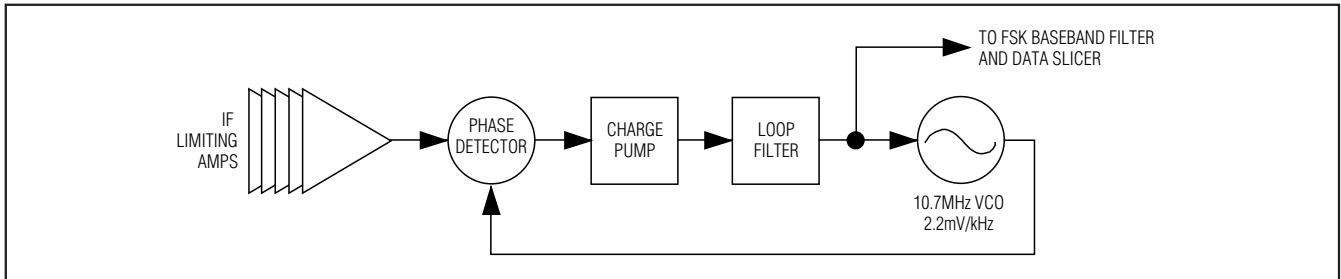 IF
LIMITING
AMPS
PHASE
DETECTOR
CHARGE
PUMP
LOOP
FILTER
TO FSK BASEBAND FILTER
AND DATA SLICER
10.7MHz VCO
2.2mV/kHz